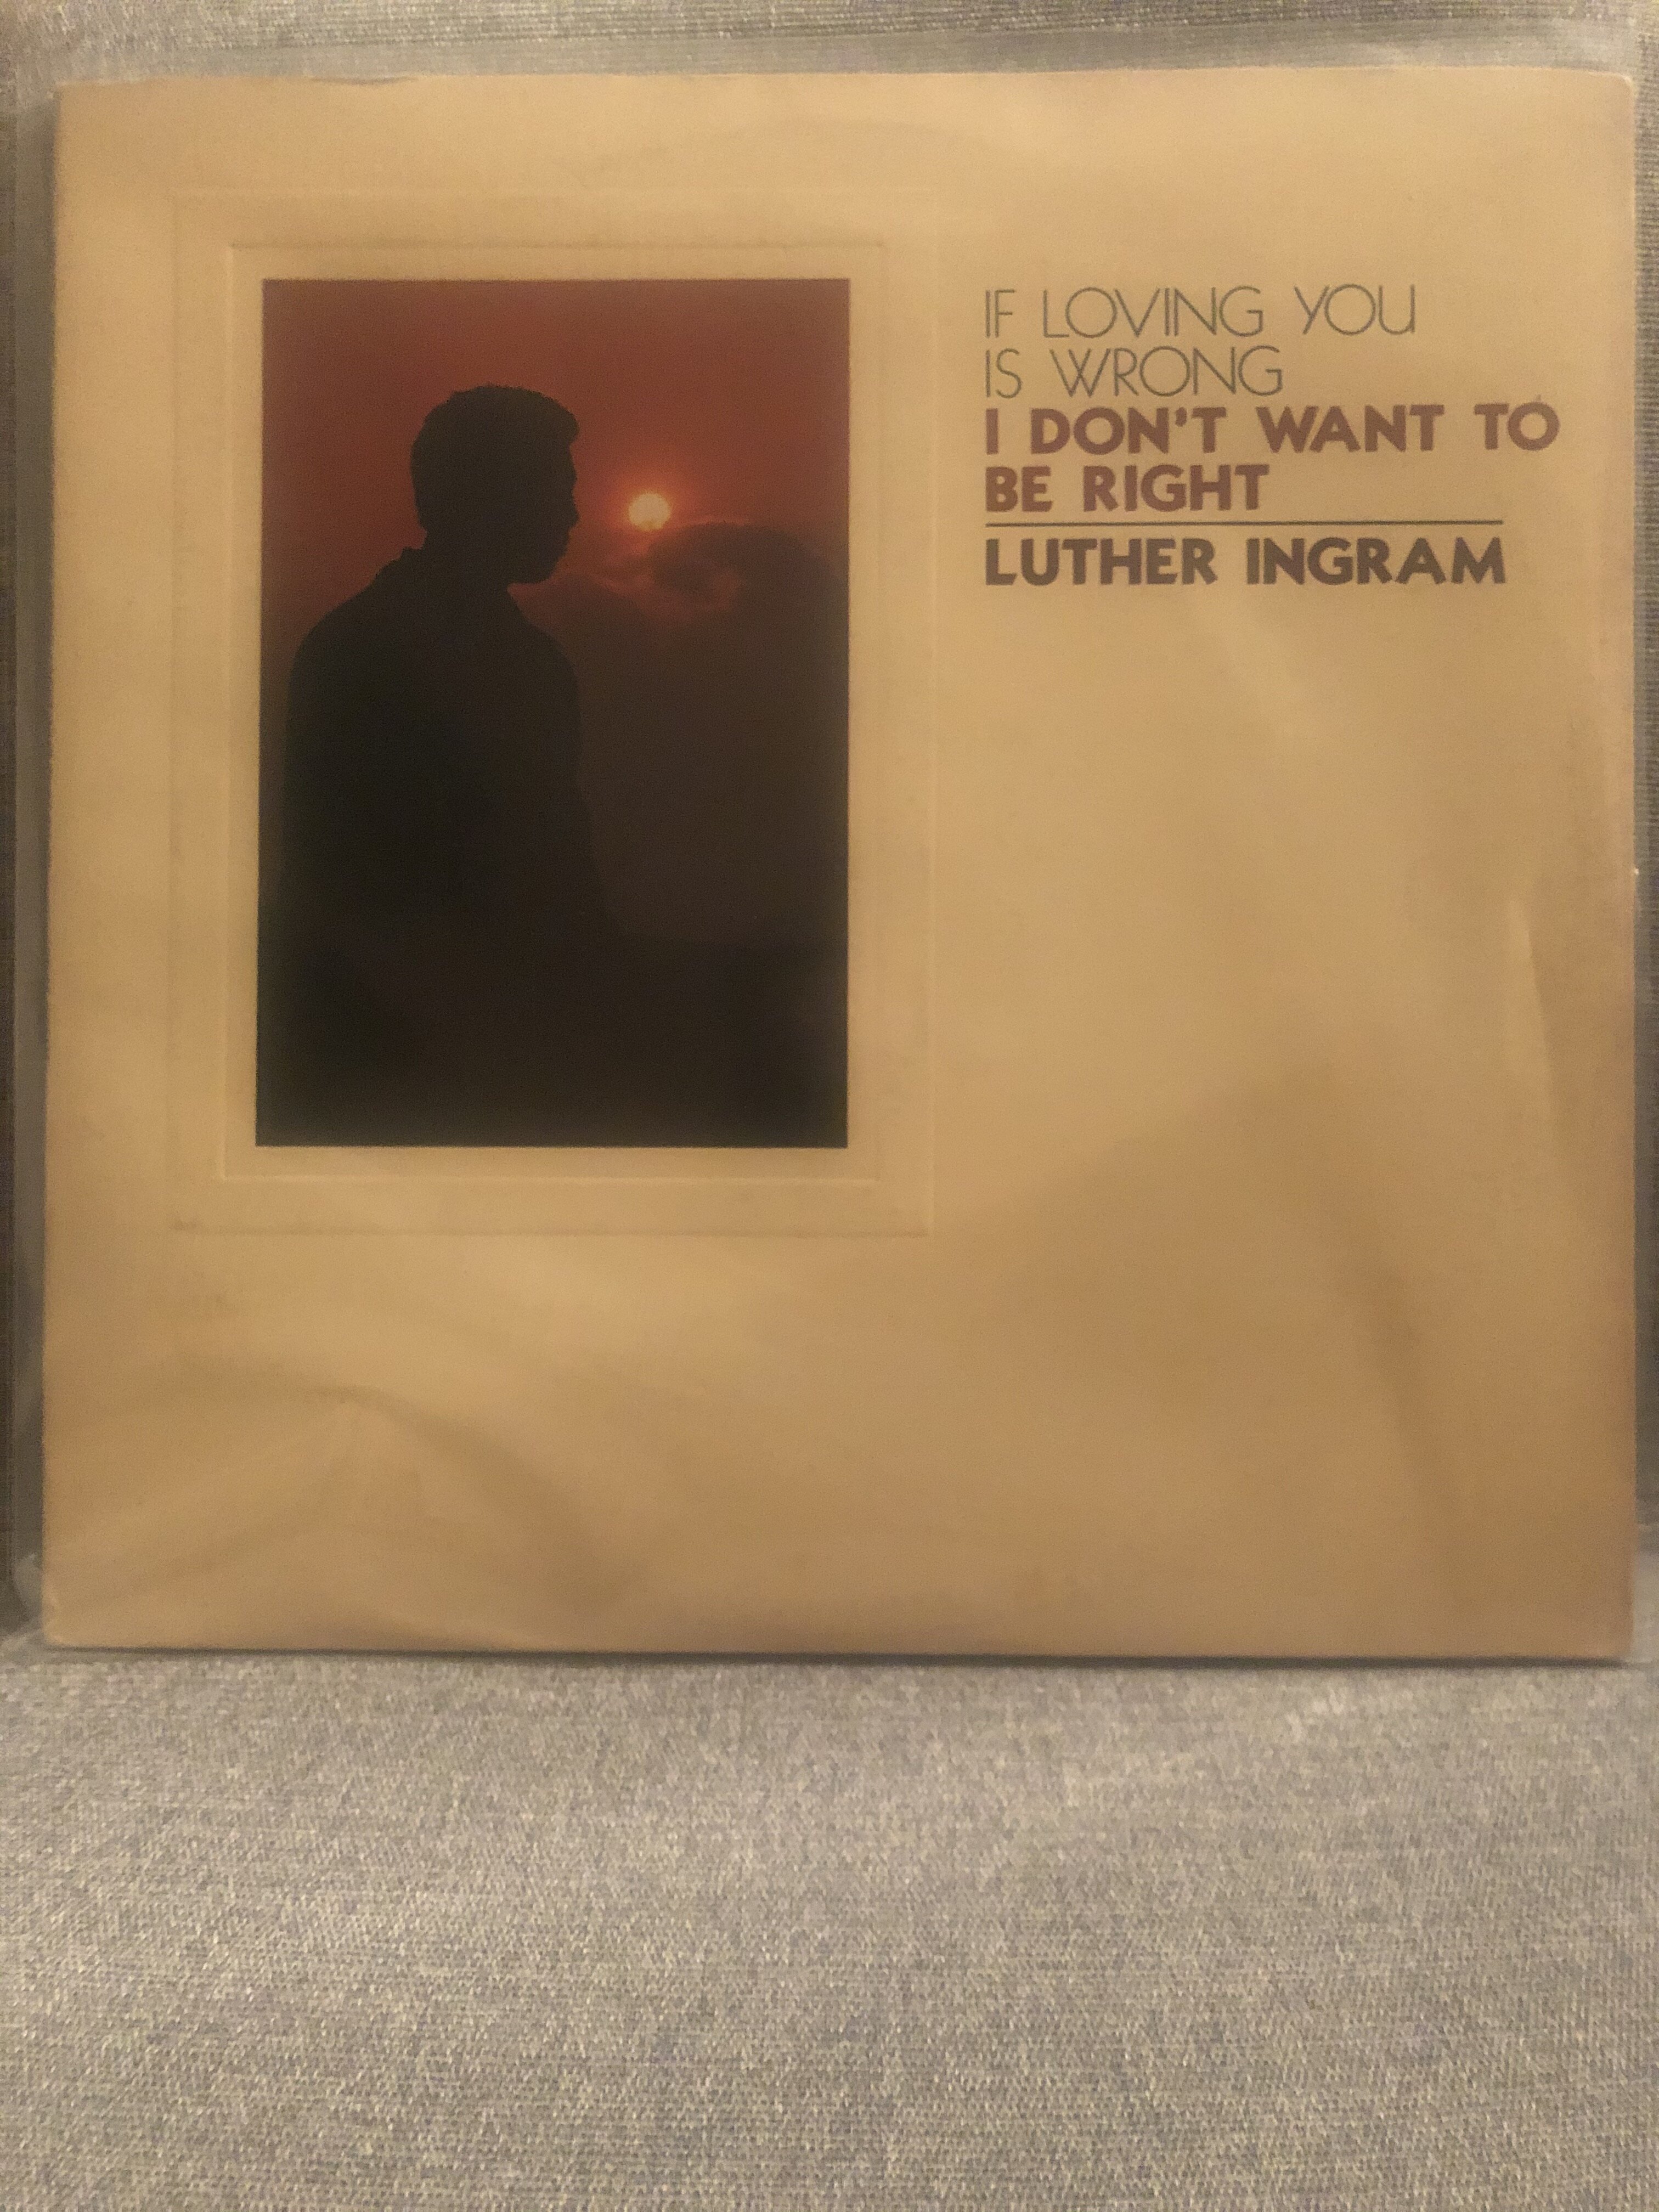 IF LOVING YOU
IS WRONG
I DON'T WANT TO
BE RIGHT
LUTHER INGRAM